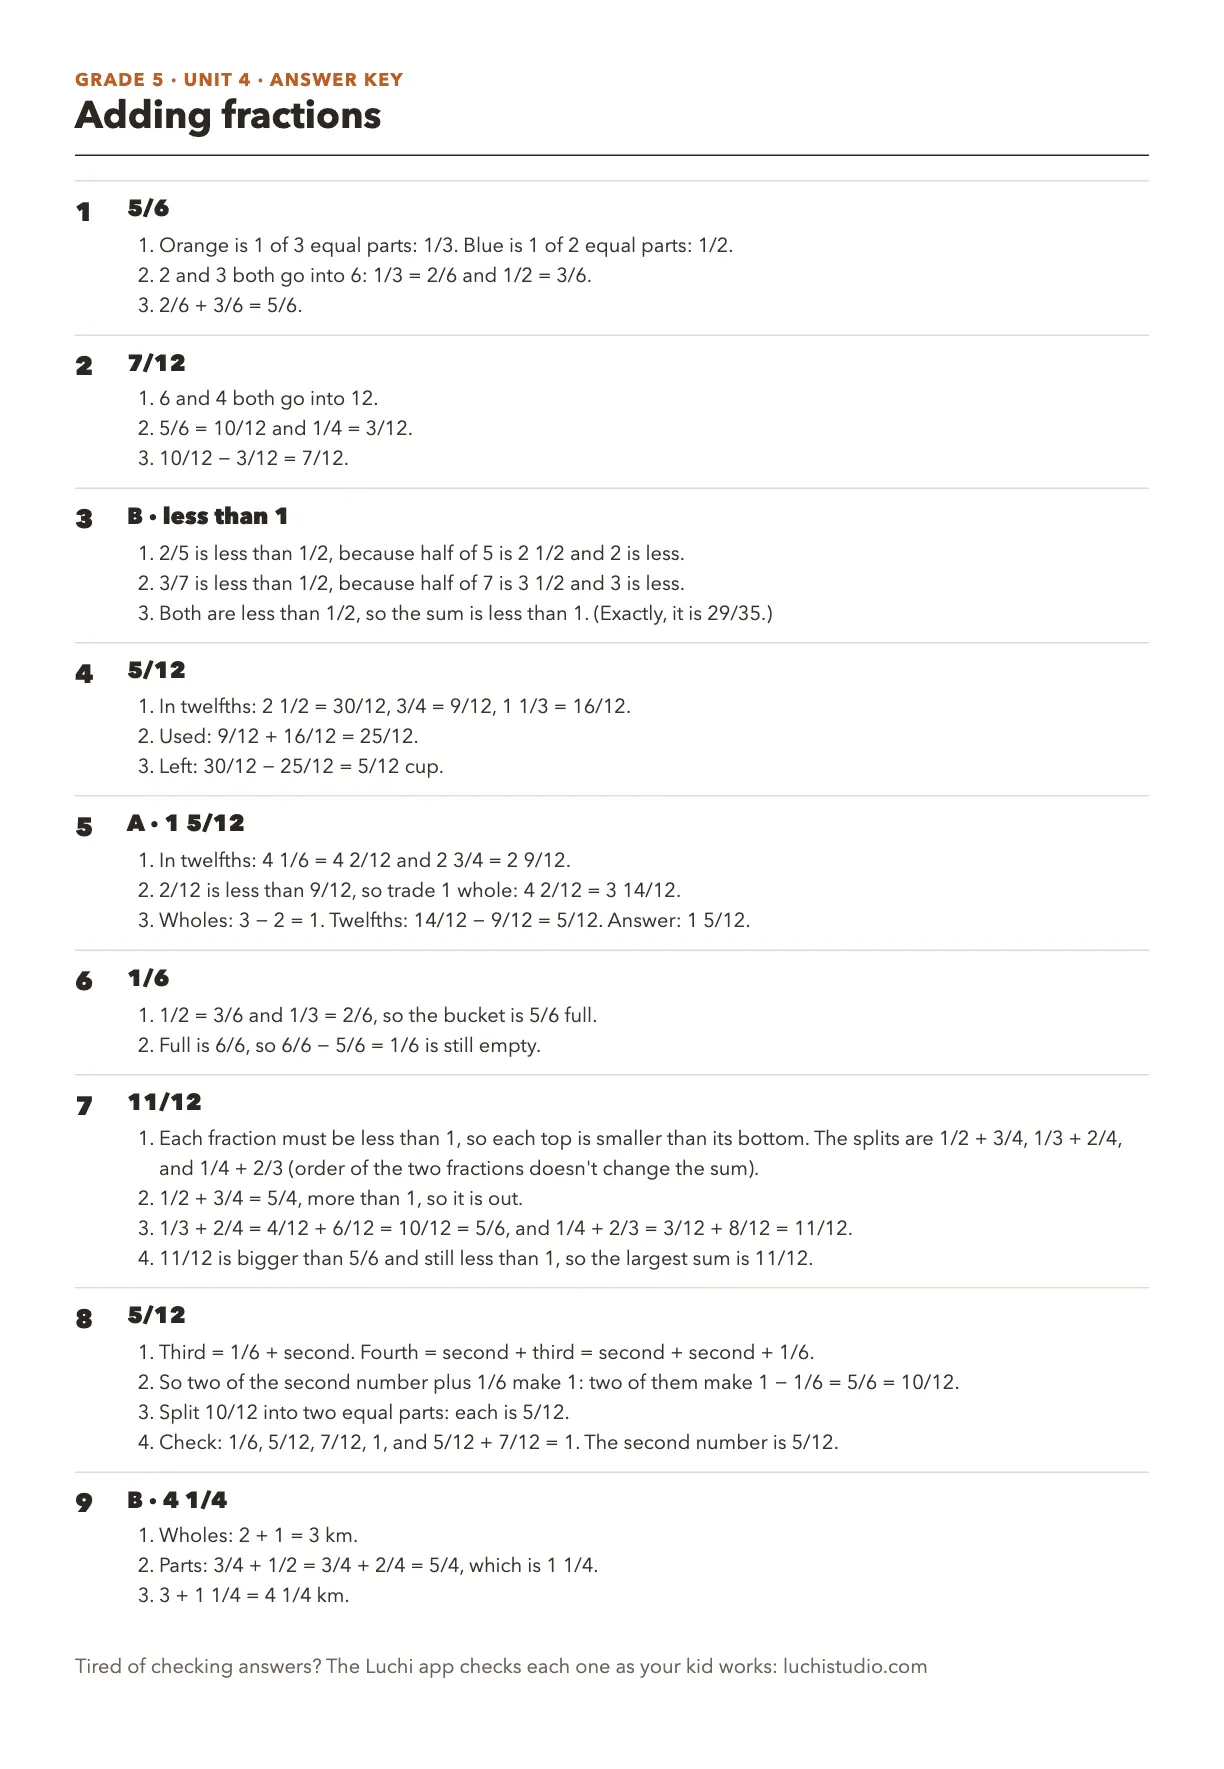 GRADE 5 · UNIT 4 · ANSWER KEY
Adding fractions
1 5/6
1. Orange is 1 of 3 equal parts: 1/3. Blue is 1 of 2 equal parts: 1/2.
2. 2 and 3 both go into 6: 1/3 = 2/6 and 1/2 = 3/6.
3. 2/6 + 3/6 = 5/6.
2 7/12
1. 6 and 4 both go into 12.
2. 5/6 = 10/12 and 1/4 = 3/12.
3. 10/12 − 3/12 = 7/12.
3 B · less than 1
1. 2/5 is less than 1/2, because half of 5 is 2 1/2 and 2 is less.
2. 3/7 is less than 1/2, because half of 7 is 3 1/2 and 3 is less.
3. Both are less than 1/2, so the sum is less than 1. (Exactly, it is 29/35.)
4 5/12
1. In twelfths: 2 1/2 = 30/12, 3/4 = 9/12, 1 1/3 = 16/12.
2. Used: 9/12 + 16/12 = 25/12.
3. Left: 30/12 − 25/12 = 5/12 cup.
5 A · 1 5/12
1. In twelfths: 4 1/6 = 4 2/12 and 2 3/4 = 2 9/12.
2. 2/12 is less than 9/12, so trade 1 whole: 4 2/12 = 3 14/12.
3. Wholes: 3 − 2 = 1. Twelfths: 14/12 − 9/12 = 5/12. Answer: 1 5/12.
6 1/6
1. 1/2 = 3/6 and 1/3 = 2/6, so the bucket is 5/6 full.
2. Full is 6/6, so 6/6 − 5/6 = 1/6 is still empty.
7 11/12
1. Each fraction must be less than 1, so each top is smaller than its bottom. The splits are 1/2 + 3/4, 1/3 + 2/4,
and 1/4 + 2/3 (order of the two fractions doesn't change the sum).
2. 1/2 + 3/4 = 5/4, more than 1, so it is out.
3. 1/3 + 2/4 = 4/12 + 6/12 = 10/12 = 5/6, and 1/4 + 2/3 = 3/12 + 8/12 = 11/12.
4. 11/12 is bigger than 5/6 and still less than 1, so the largest sum is 11/12.
8 5/12
1. Third = 1/6 + second. Fourth = second + third = second + second + 1/6.
2. So two of the second number plus 1/6 make 1: two of them make 1 − 1/6 = 5/6 = 10/12.
3. Split 10/12 into two equal parts: each is 5/12.
4. Check: 1/6, 5/12, 7/12, 1, and 5/12 + 7/12 = 1. The second number is 5/12.
9 B · 4 1/4
1. Wholes: 2 + 1 = 3 km.
2. Parts: 3/4 + 1/2 = 3/4 + 2/4 = 5/4, which is 1 1/4.
3. 3 + 1 1/4 = 4 1/4 km.
Tired of checking answers? The Luchi app checks each one as your kid works: luchistudio.com